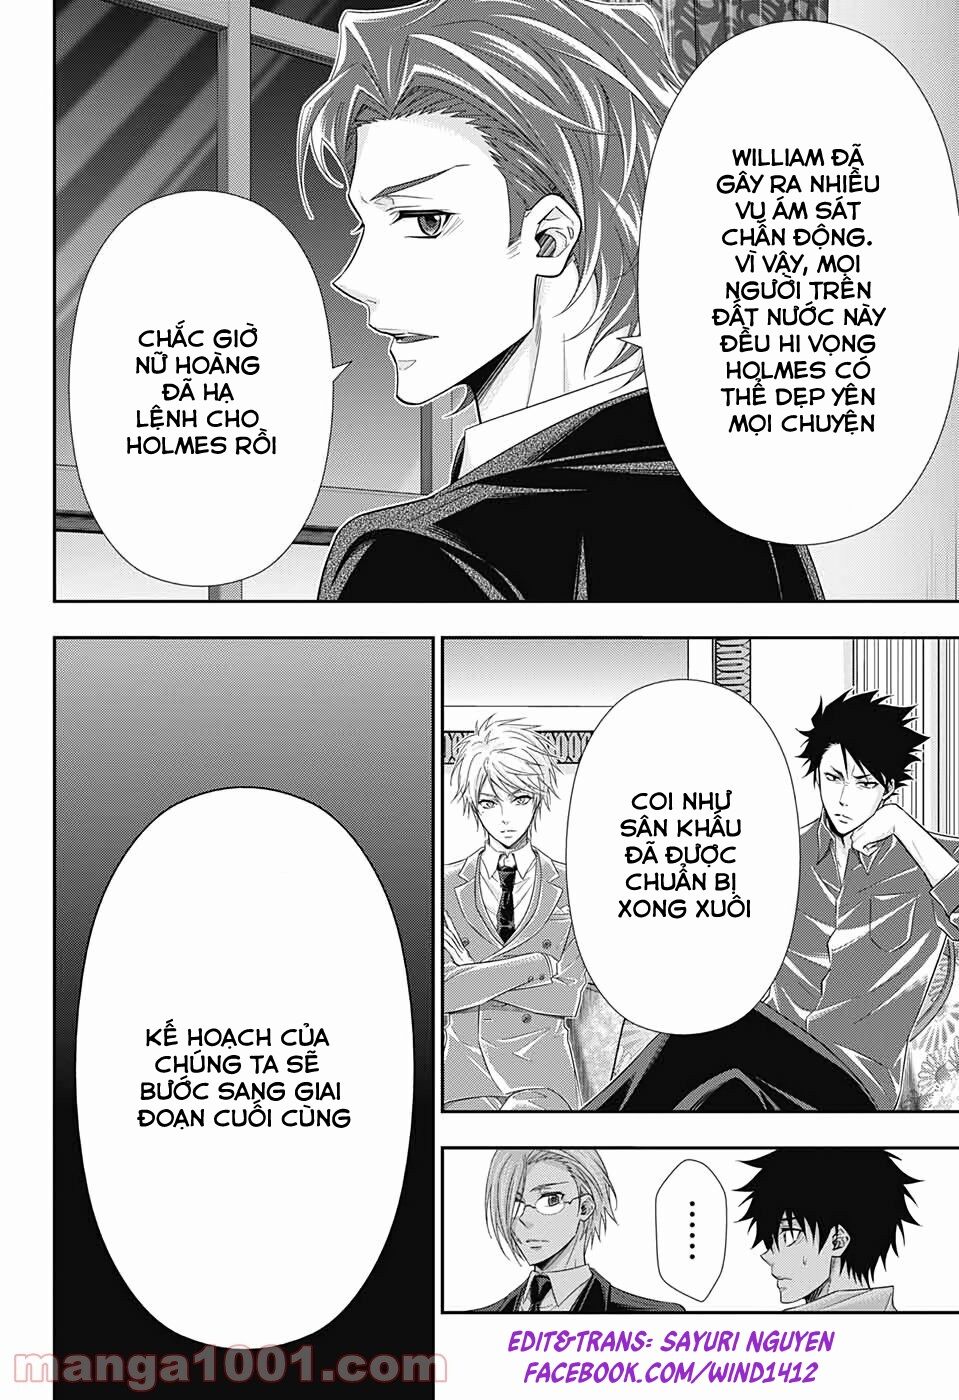 WILLIAM ĐÃ
GÂY RA NHIỀU
VỤ ÁM SÁT
CHẤN ĐỘNG.
VÌ VẬY, MỌI
NGƯỜI TRÊN
ĐẤT NƯỚC NÀY
ĐỀU HI VỌNG
HOLMES CÓ
THỂ DẸP YÊN
MỌI CHUYỆN
CHẮC GIỜ
NỮ HOÀNG
ĐÃ HẠ
LỆNH CHO
HOLMES RỒI
COI NHƯ
SÂN KHẤU
ĐÃ ĐƯỢC
CHUẨN BỊ
XONG XUÔI
......
KẾ HOẠCH CỦA
CHÚNG TA SẼ
BƯỚC SANG GIAI
ĐOẠN CUỐI CÙNG
EDIT&TRANS: SAYURI NGUYEN
FACEBOOK.COM/WIND1412
manga1001.com